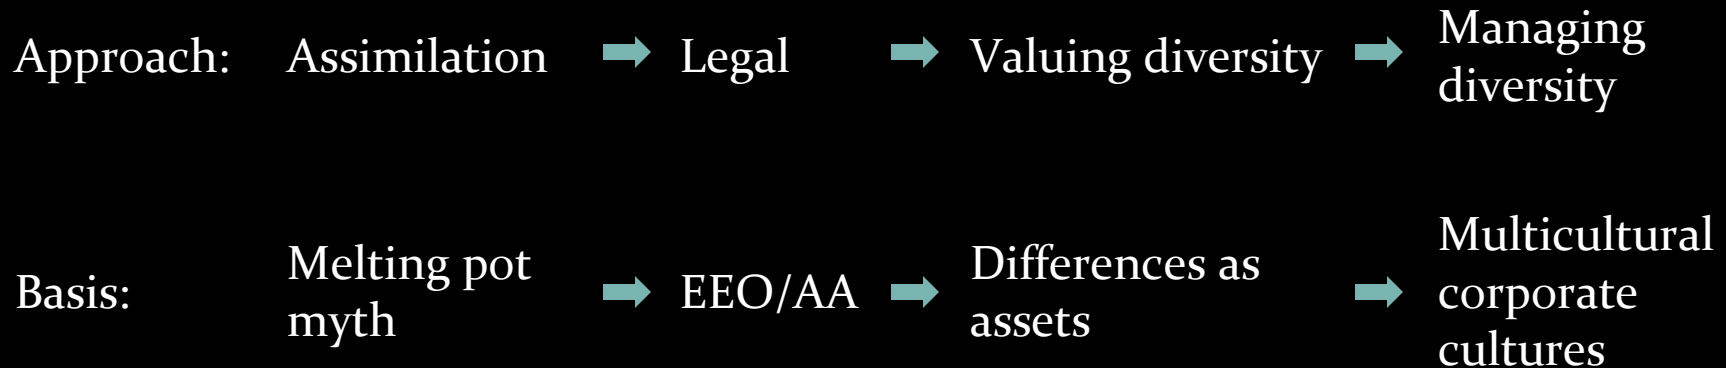 Approach:
Assimilation
Legal
Valuing diversity
Managing
diversity
Basis:
Melting pot
myth
EEO/AA
Differences as
assets
Multicultural
corporate
cultures